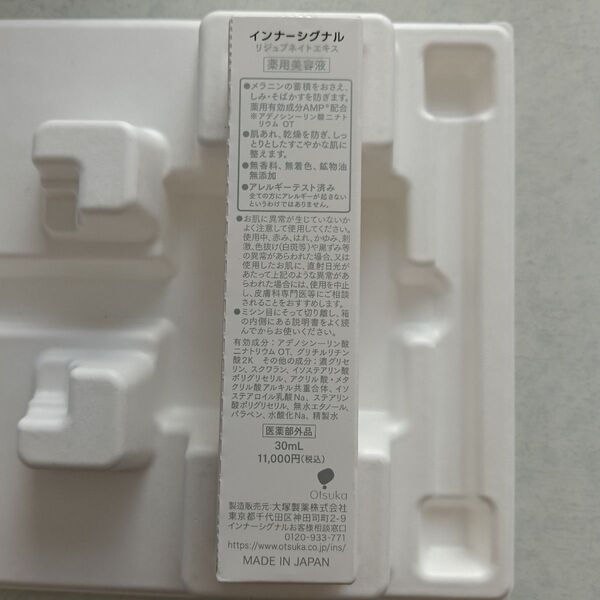 インナーシグナル
リジュブネイトエキス
薬用美容液
●メラニンの蓄積をおさえ、
しみ・そばかすを防ぎます。
薬用有効成分AMP®配合
※アデノシン一リン酸ニナト
リウム OT
●肌あれ、乾燥を防ぎ、しっ
とりとしたすこやかな肌に
整えます。
●無香料、無着色、鉱物油
無添加
●アレルギーテスト済み
全ての方にアレルギーが起きない
というわけではありません。
●お肌に異常が生じていないか
よく注意して使用してください。
使用中、赤み、はれ、かゆみ、刺
激、色抜け(白斑等)や黒ずみ等
の異常があらわれた場合、又は
使用したお肌に、直射日光が
あたって上記のような異常があ
らわれた場合には、使用を中止
し、皮膚科専門医等にご相談
されることをおすすめします。
●ミシン目にそって切り離し、箱
の内側にある説明書をよく読
んでからお使いください。
有効成分：アデノシン一リン酸
二ナトリウム OT、グリチルリチン
酸2K その他の成分：濃グリセ
リン、スクワラン、イソステアリン酸
ポリグリセリル、アクリル酸・メタ
クリル酸アルキル共重合体、イソ
ステアロイル乳酸Na、ステアリン
酸ポリグリセリル、無水エタノール、
パラベン、水酸化Na、精製水
医薬部外品
30mL
11,000円(税込)
Otsuka
製造販売元：大塚製薬株式会社
東京都千代田区神田司町2-9
インナーシグナルお客様相談窓口
0120-933-771
https://www.otsuka.co.jp/ins/
MADE IN JAPAN